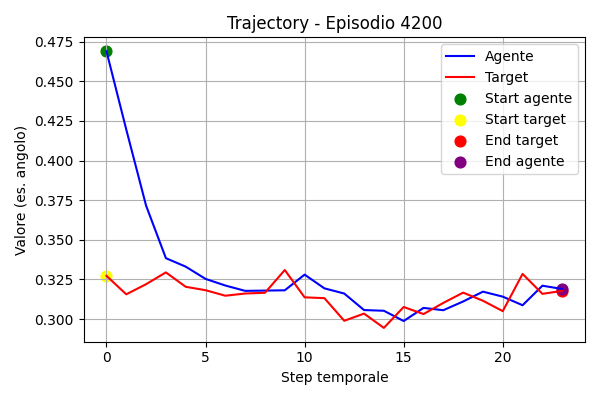 Trajectory - Episodio 4200
Valore (es. angolo)
0.475
0.450
0.425
0.400
0.375
0.350
0.325
0.300
Agente
Target
Start agente
Start target
End target
End agente
0 5 10 15 20
Step temporale